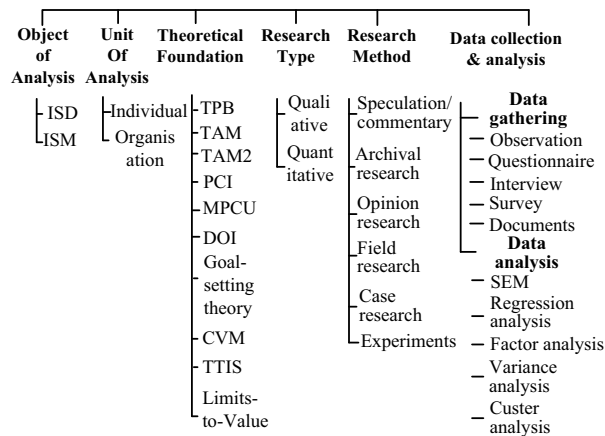 Object
of
Analysis
ISD
ISM
Unit
Of
Analysis
Individual
Organis
ation
Theoretical
Foundation
TPB
TAM
TAM2
PCI
MPCU
DOI
Goal-
setting
theory
CVM
TTIS
Limits-
to-Value
Research
Type
Quali
ative
Quant
itative
Research
Method
Speculation/
commentary
Archival
research
Opinion
research
Field
research
Case
research
Experiments
Data collection
& analysis
Data
gathering
Observation
Questionnaire
Interview
Survey
Documents
Data
analysis
SEM
Regression
analysis
Factor analysis
Variance
analysis
Custer
analysis